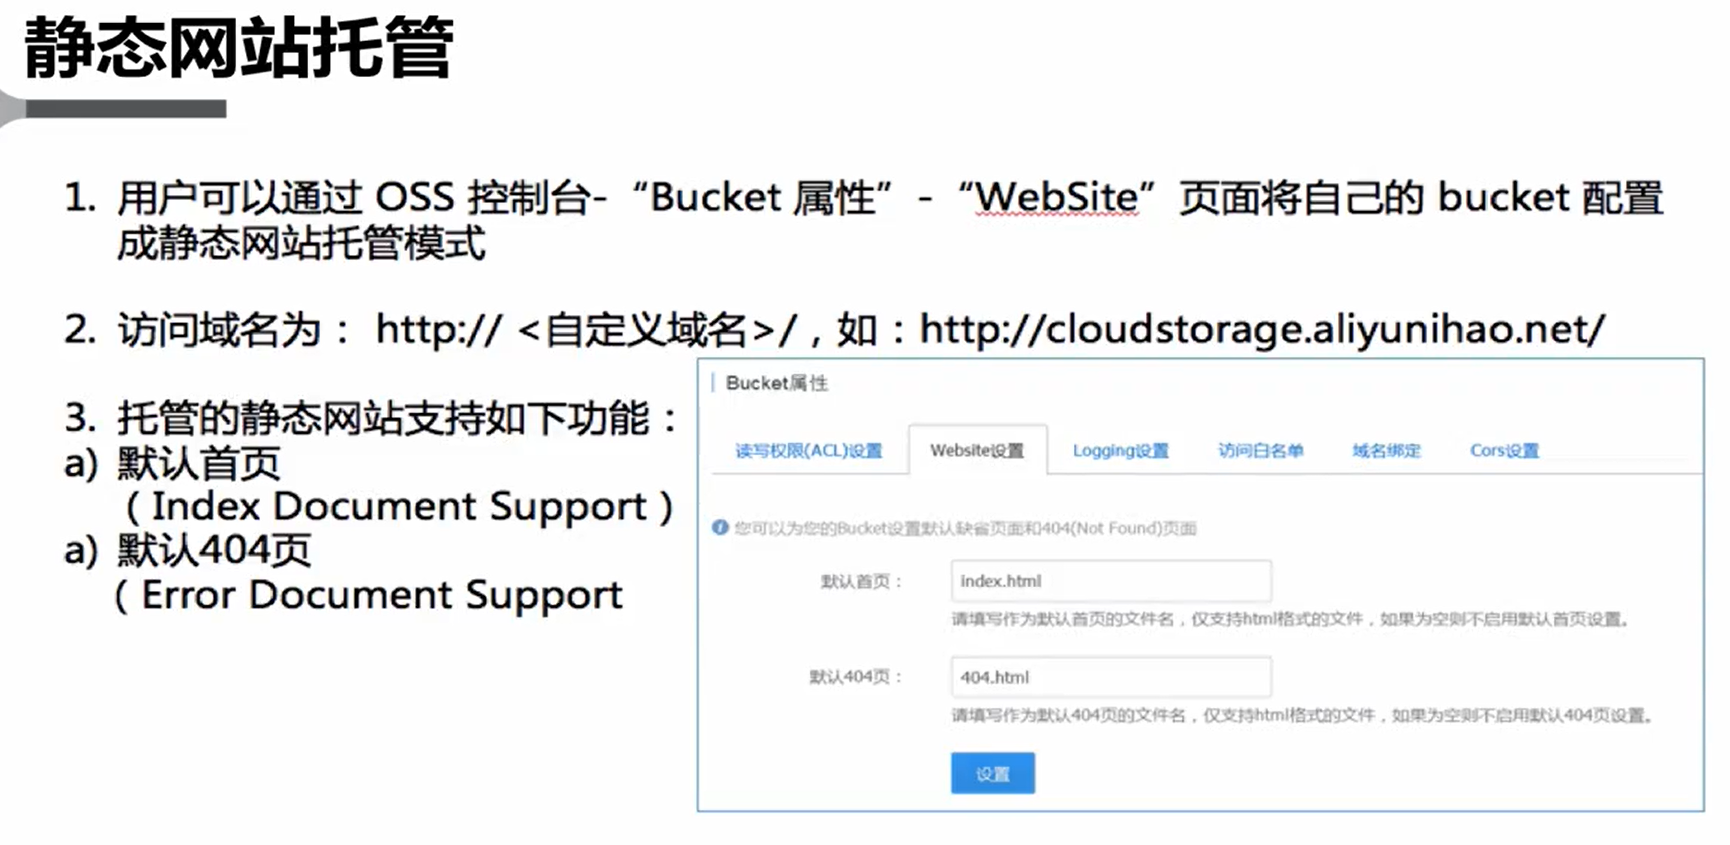 静态网站托管
1. 用户可以通过 OSS 控制台-“Bucket 属性” - “WebSite” 页面将自己的 bucket 配置
成静态网站托管模式
2. 访问域名为： http:// <自定义域名>/，如：http://cloudstorage.aliyunihao.net/
3. 托管的静态网站支持如下功能：
a) 默认首页
（Index Document Support）
a) 默认404页
（Error Document Support
Bucket属性
读写权限(ACL)设置 Website设置 Logging设置 访问白名单 域名绑定 Cors设置
您可以为您的Bucket设置默认缺省页面和404(Not Found)页面
默认首页： index.html
请填写作为默认首页的文件名，仅支持html格式的文件，如果为空则不启用默认首页设置。
默认404页： 404.html
请填写作为默认404页的文件名，仅支持html格式的文件，如果为空则不启用默认404页设置。
设置